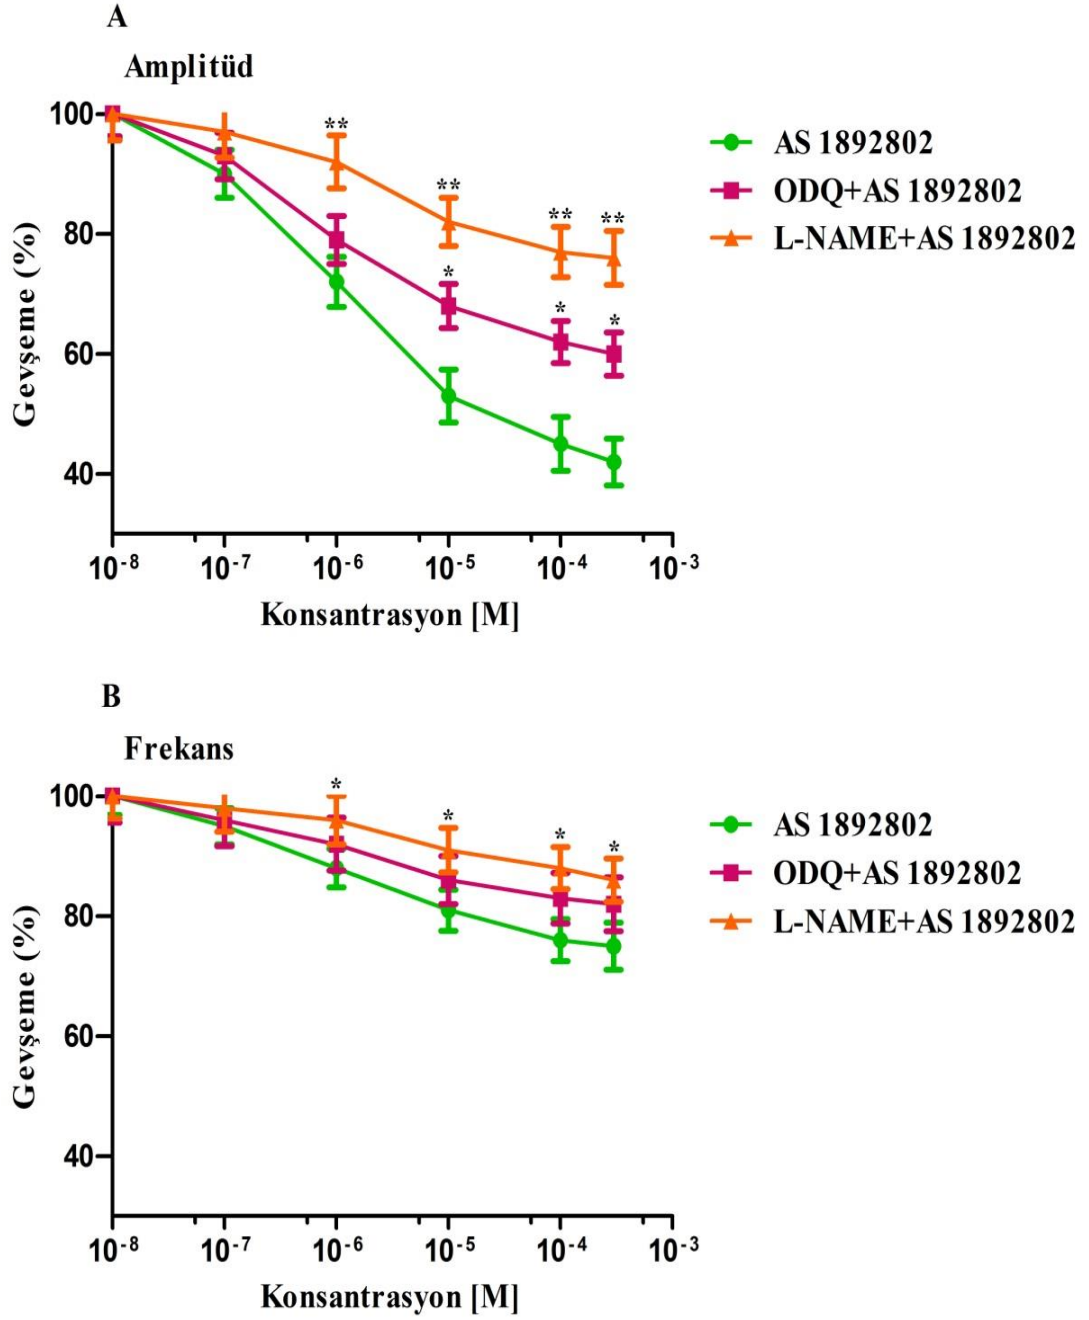 A
Amplitüd
**
100
AS 1892802
ODQ+AS 1892802
**
** **
80
L-NAME+AS 1892802
*
*
*
Gevşeme (%)
60
40
10-8 10-7 10-6 10-5 10-4 10-3
Konsantrasyon [M]
B
Frekans
*
100
*
AS 1892802
*
*
ODQ+AS 1892802
80
L-NAME+AS 1892802
Gevşeme (%)
60
40
10-8 10-7 10-6 10-5 10-4 10-3
Konsantrasyon [M]